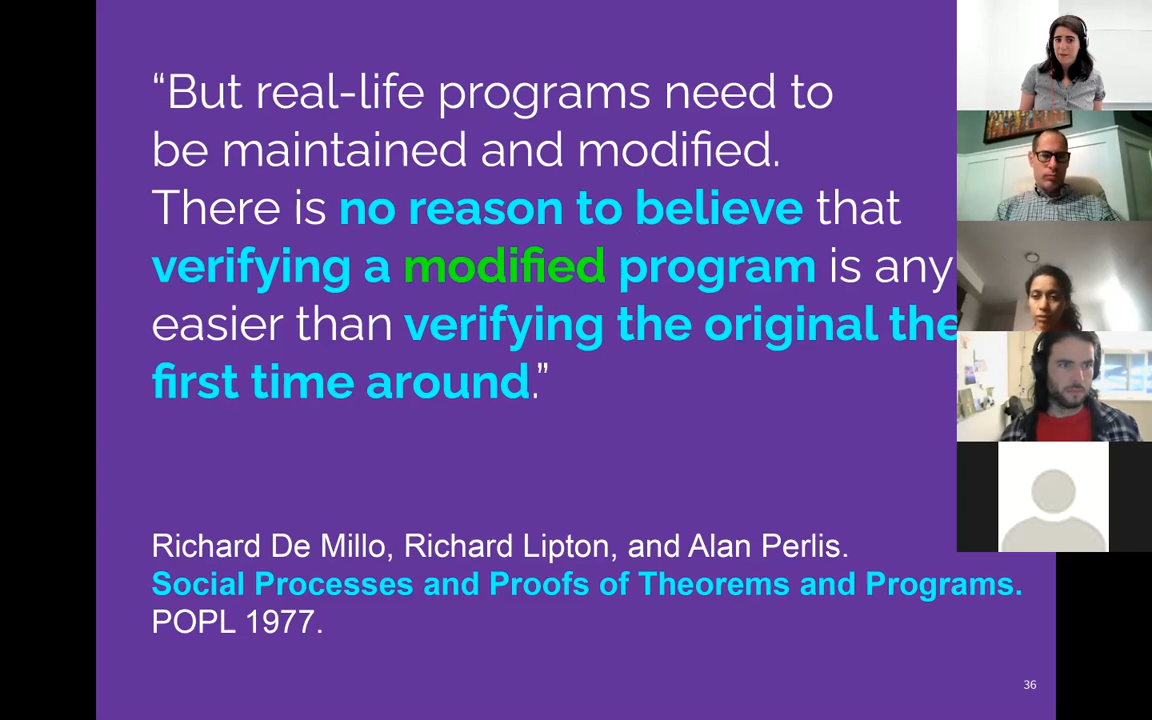 “But real-life programs need to
be maintained and modified.
There is no reason to believe that
verifying a modified program is any
easier than verifying the original the
first time around.”
Richard De Millo, Richard Lipton, and Alan Perlis.
Social Processes and Proofs of Theorems and Programs.
POPL 1977.
36